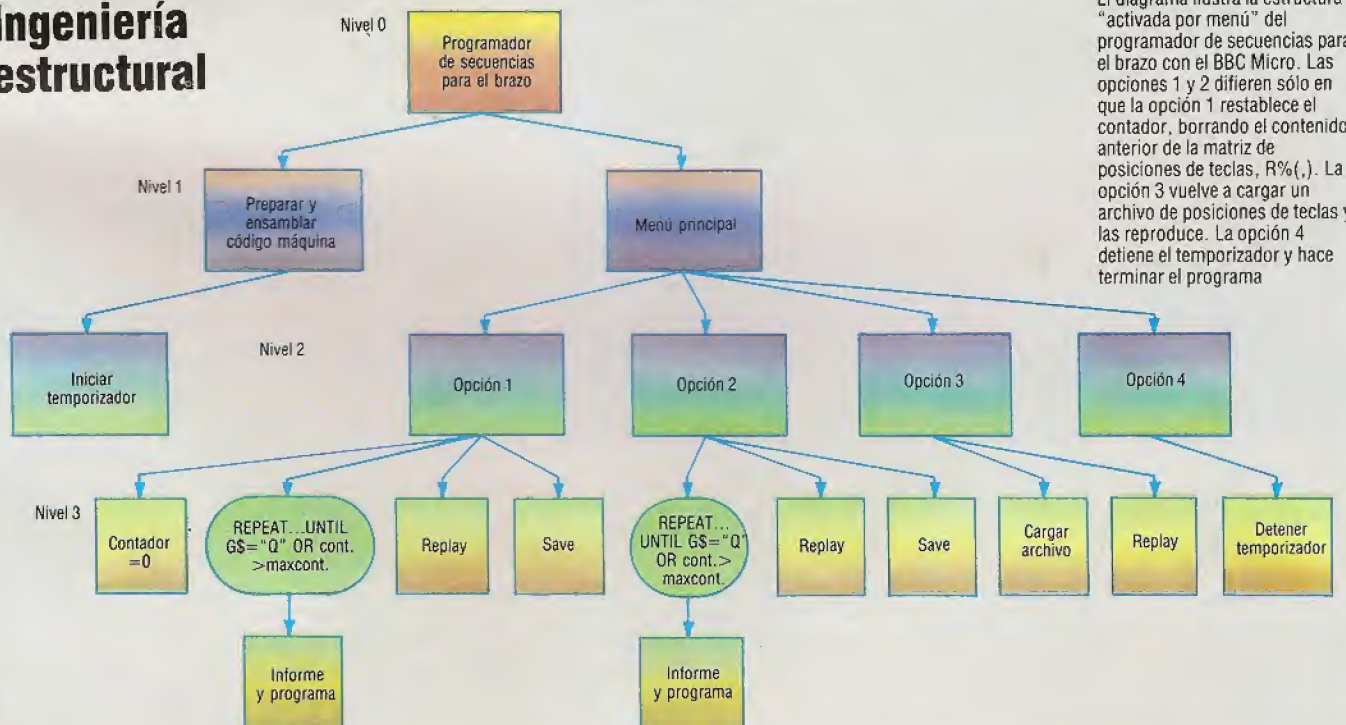 Ingeniería
estructural
El diagrama ilustra la estructura
"activada por menú" del
programador de secuencias para
el brazo con el BBC Micro. Las
opciones 1 y 2 difieren sólo en
que la opción 1 restablece el
contador, borrando el contenido
anterior de la matriz de
posiciones de teclas, R%(,). La
opción 3 vuelve a cargar un
archivo de posiciones de teclas y
las reproduce. La opción 4
detiene el temporizador y hace
terminar el programa
Nivel 0
Programador
de secuencias
para el brazo
Nivel 1
Preparar y
ensamblar
código máquina
Menú principal
Nivel 2
Iniciar
temporizador
Opción 1
Opción 2
Opción 3
Opción 4
Nivel 3
Contador
=0
REPEAT...UNTIL
G$="Q" OR cont.
>maxcont.
Replay
Save
REPEAT...
UNTIL G$="Q"
OR cont.>
maxcont.
Replay
Save
Cargar
archivo
Replay
Detener
temporizador
Informe
y programa
Informe
y programa